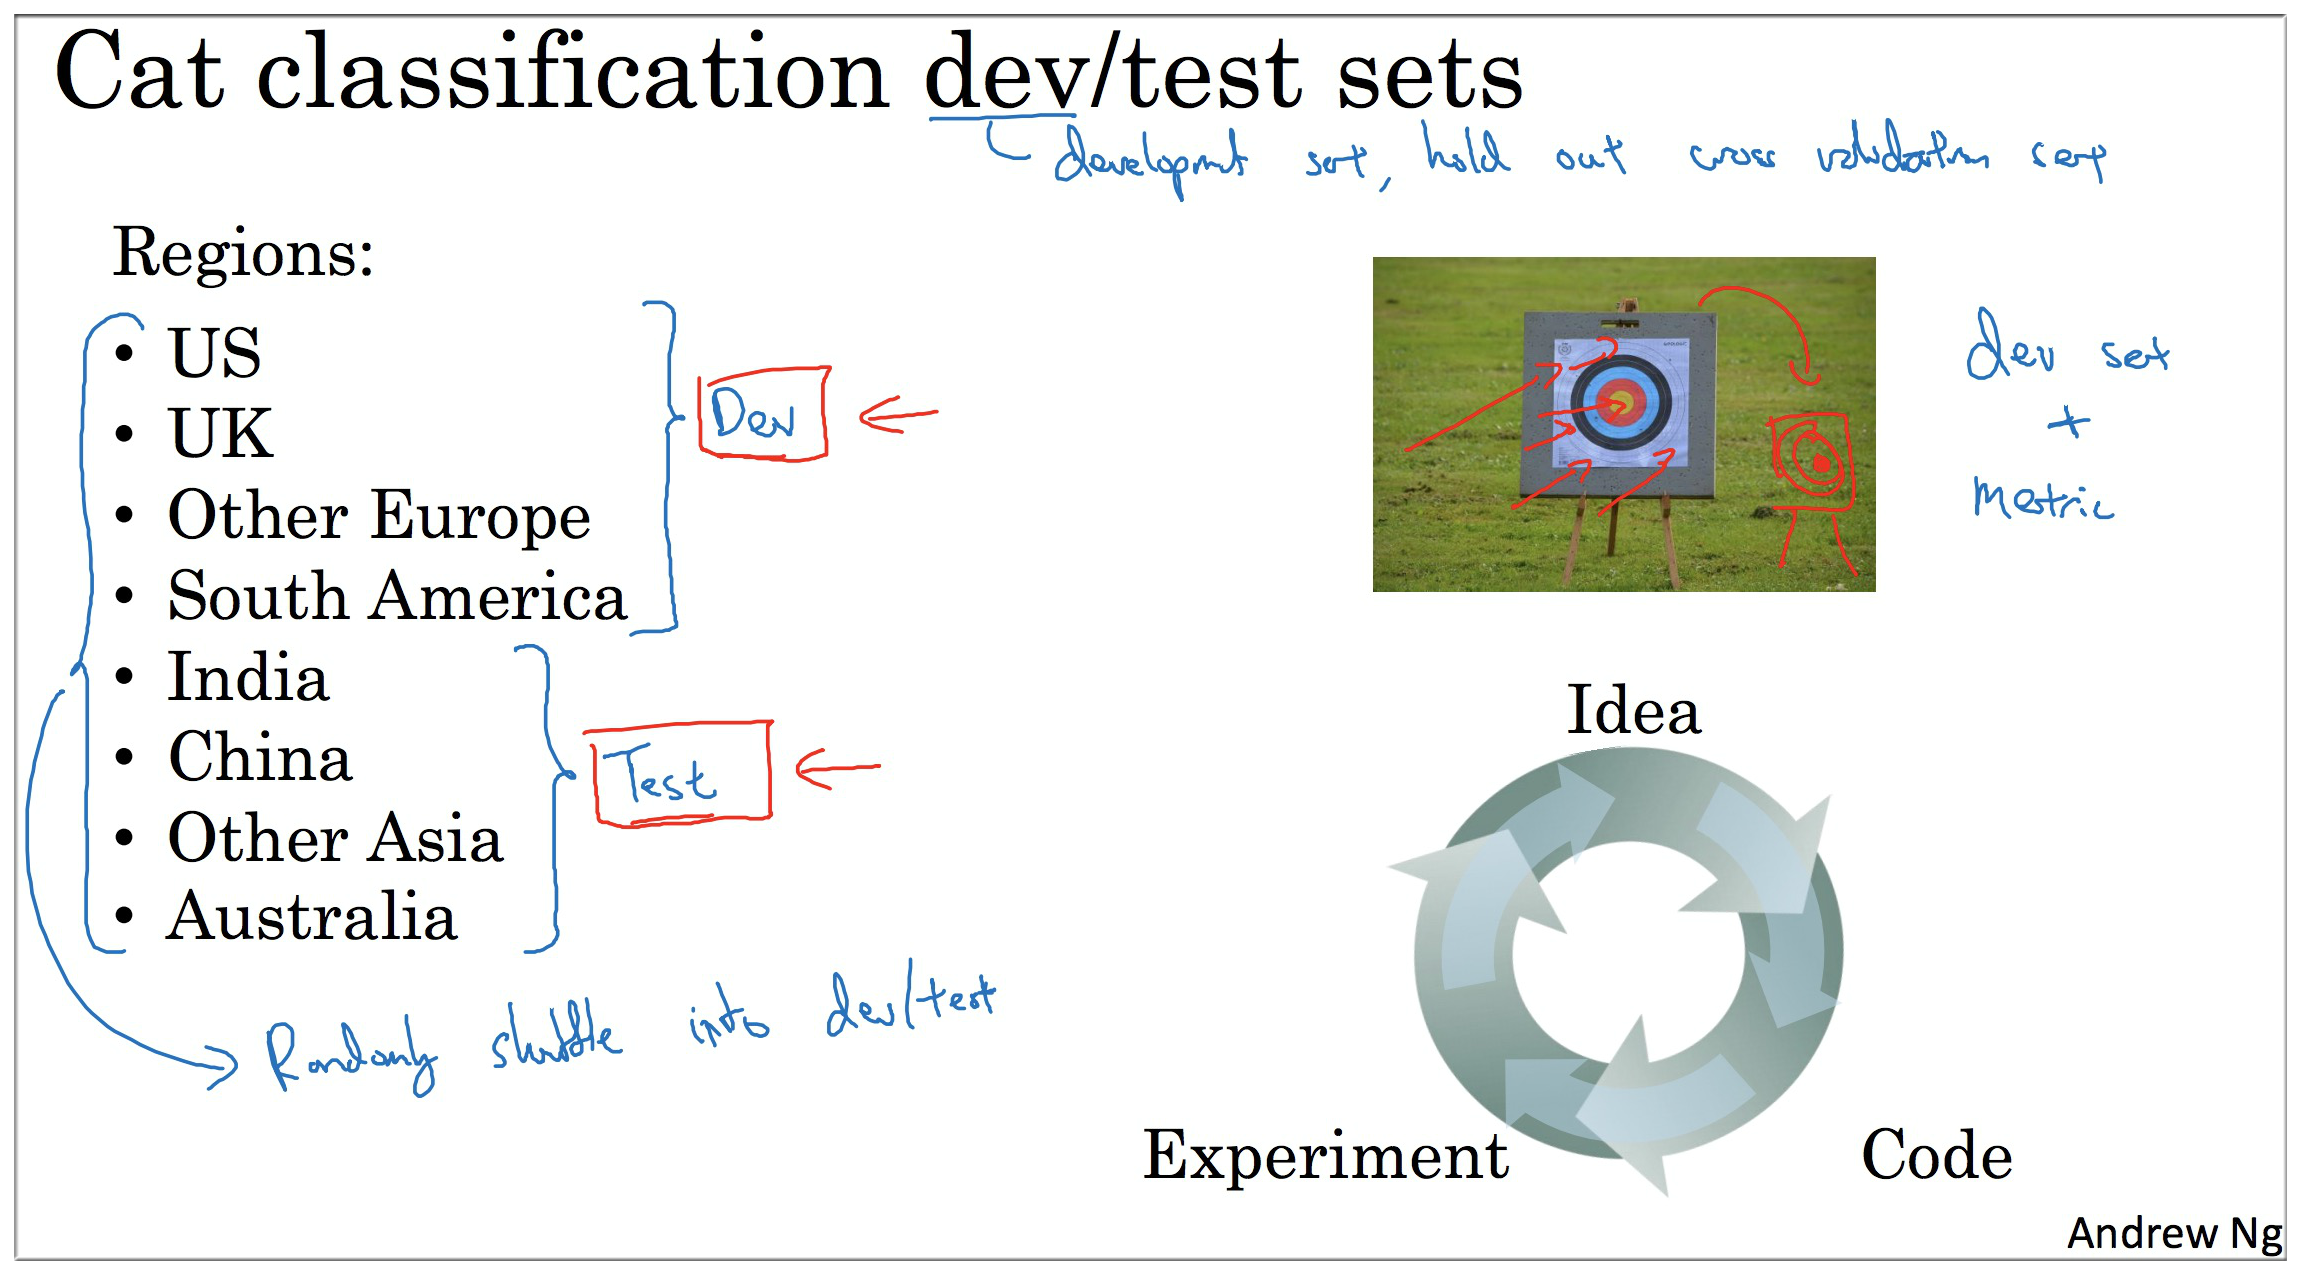 Cat classification dev/test sets
development set, hold out cross validation set
Regions:
• US
• UK
• Other Europe
• South America
• India
• China
• Other Asia
• Australia
Dev
Test
Randomly shuffle into dev/test
dev set
+
metric
Idea
Code
Experiment
Andrew Ng